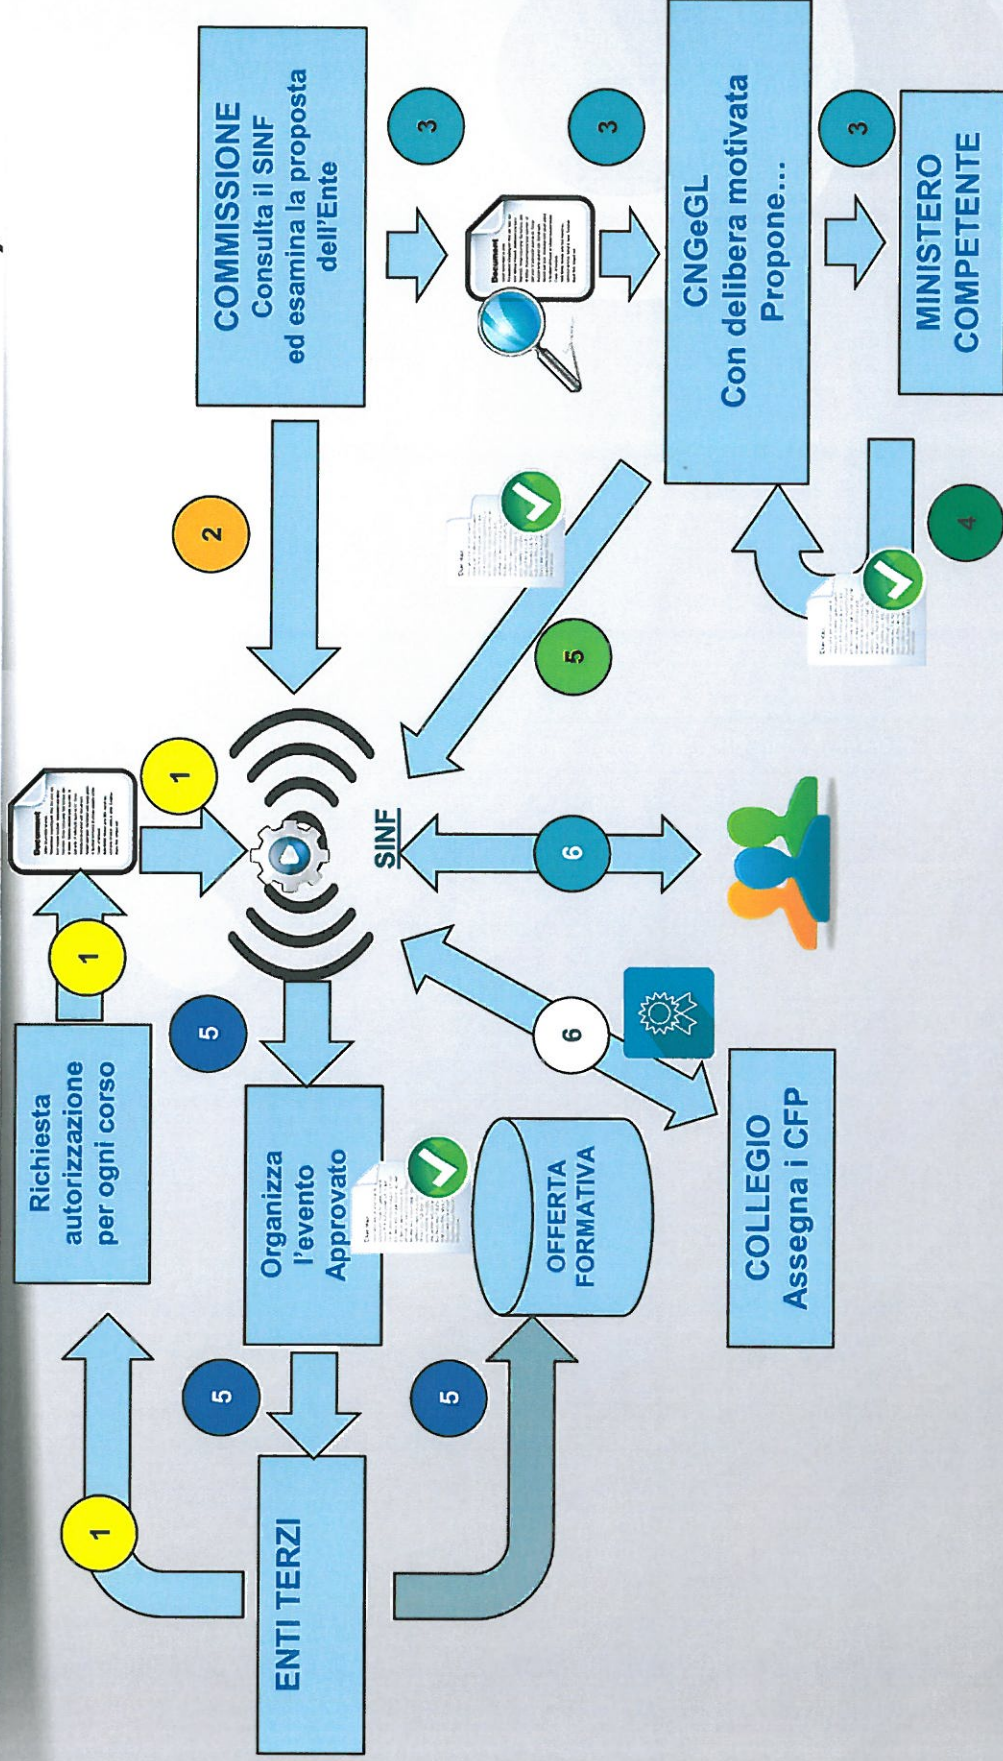 1
Richiesta
autorizzazione
per ogni corso
1
Document
1
ENTI TERZI
5
Organizza
l'evento
Approvato
5
SINF
2
COMMISSIONE
Consulta il SINF
ed esamina la proposta
dell'Ente
3
Document
3
CNGeGL
Con delibera motivata
Propone...
3
MINISTERO
COMPETENTE
4
5
5
OFFERTA
FORMATIVA
6
6
COLLEGIO
Assegna i CFP